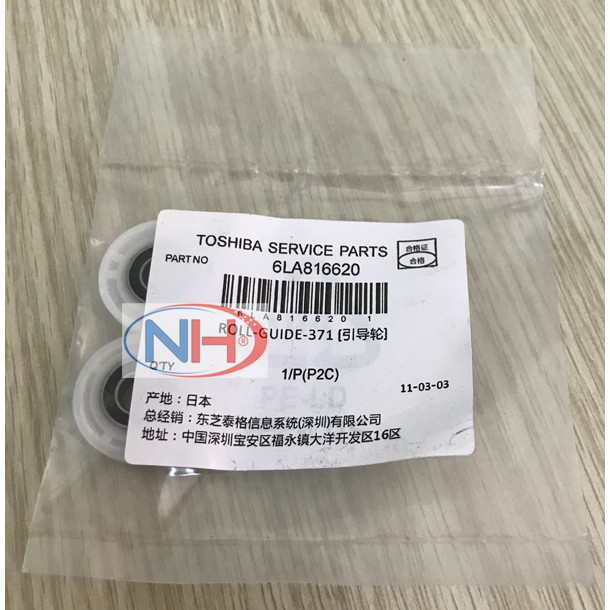 TOSHIBA SERVICE PARTS
合格证
合格
PART NO
6LA816620
6LA8166201
ROLL-GUIDE-371 [引导轮]
NH
Q'TY
1/P(P2C)
11-03-03
产地：日本
总经销：东芝泰格信息系统(深圳)有限公司
地址：中国深圳宝安区福永镇大洋开发区16区